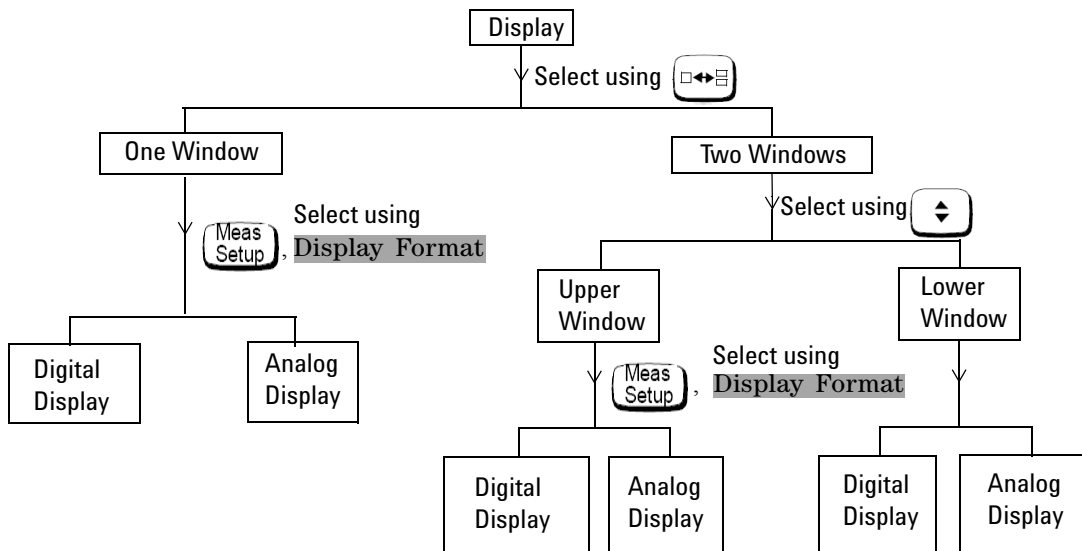 Display
Select using
One Window
Two Windows
Select using
Meas
Setup
,
Select using
Display Format
Upper
Window
Lower
Window
Digital
Display
Analog
Display
Meas
Setup
,
Select using
Display Format
Digital
Display
Analog
Display
Digital
Display
Analog
Display